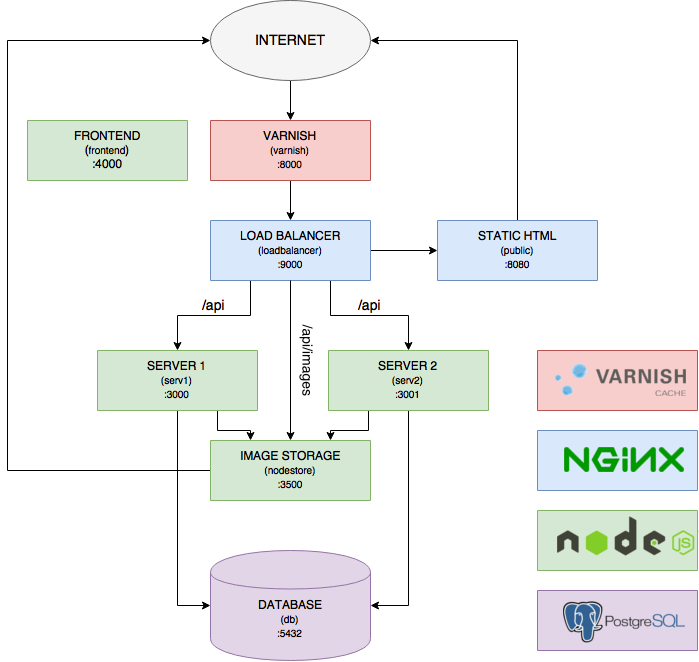 INTERNET
FRONTEND
(frontend)
:4000
VARNISH
(varnish)
:8000
LOAD BALANCER
(loadbalancer)
:9000
STATIC HTML
(public)
:8080
/api
/api/images
/api
SERVER 1
(serv1)
:3000
SERVER 2
(serv2)
:3001
IMAGE STORAGE
(nodestore)
:3500
DATABASE
(db)
:5432
VARNISH
CACHE
NGINX
node
JS
PostgreSQL